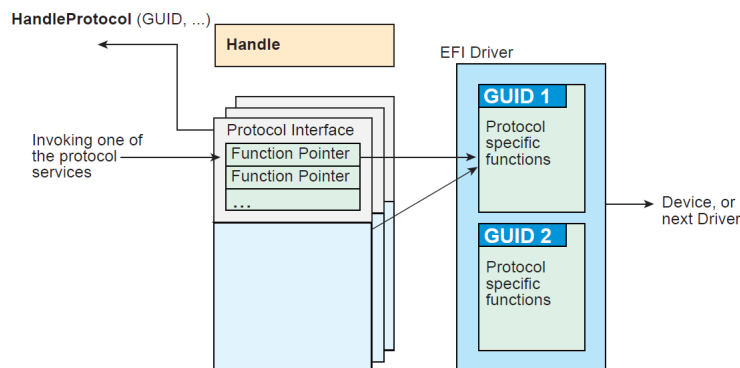 HandleProtocol (GUID, ...)
Handle
EFI Driver
GUID 1
Protocol Interface
Protocol
specific
functions
Invoking one of
the protocol
services
Function Pointer
Function Pointer
...
Device, or
next Driver
GUID 2
Protocol
specific
functions